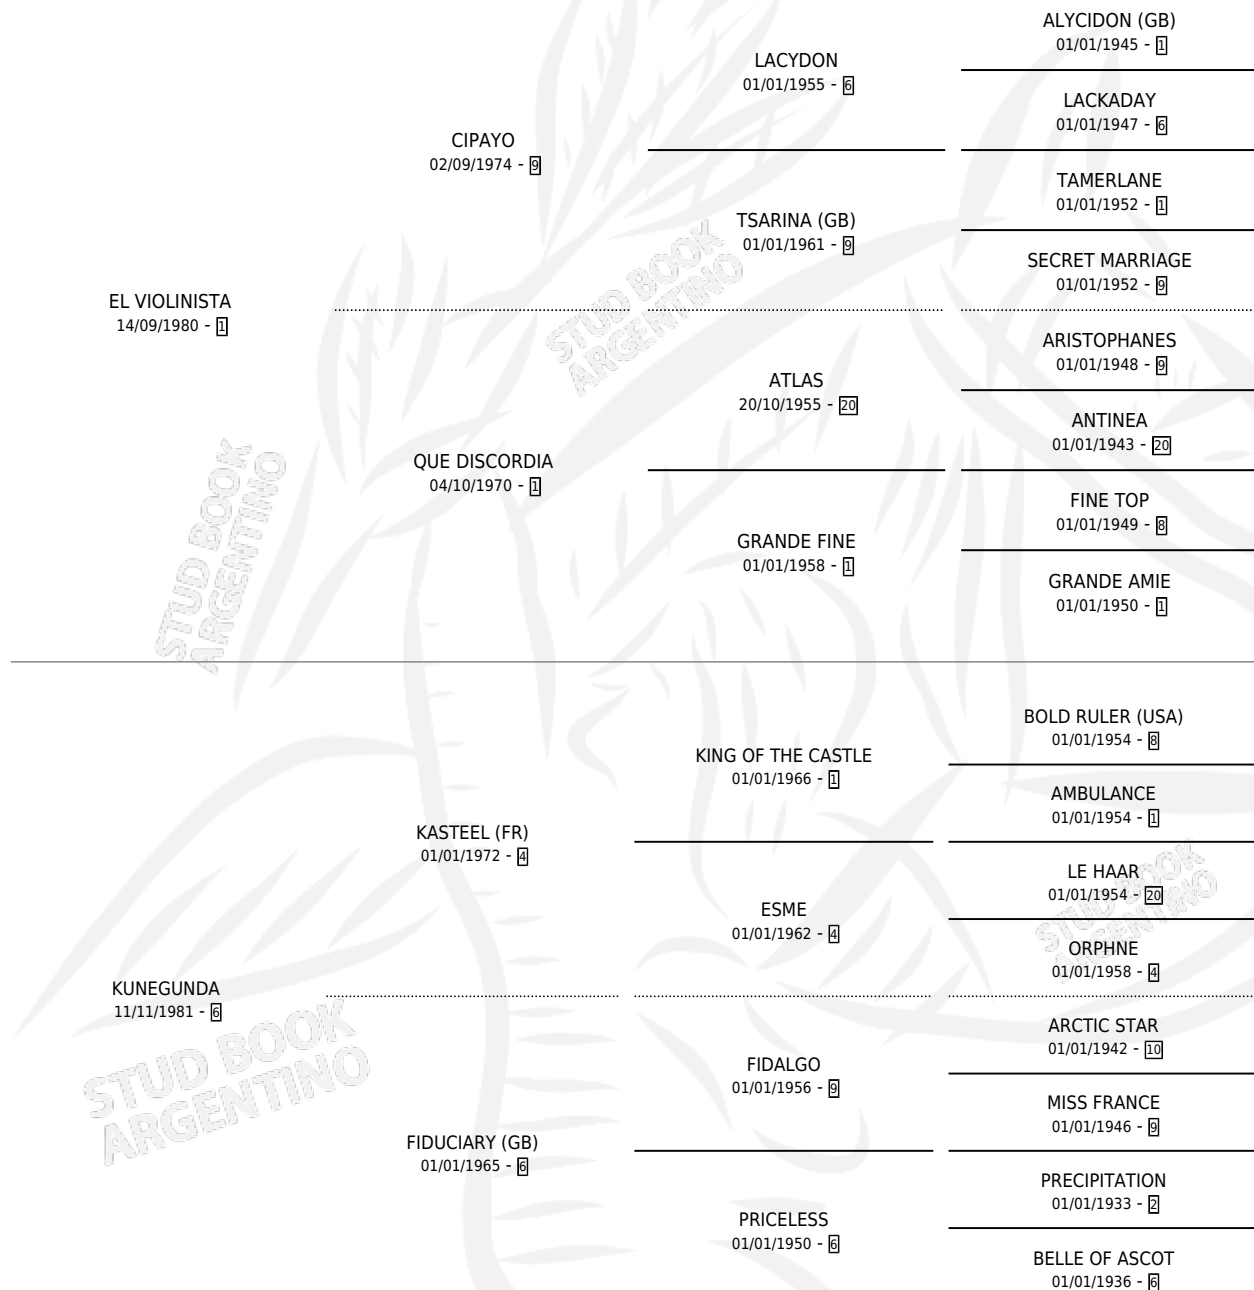 ALYCIDON (GB)
01/01/1945 - 1
LACYDON
01/01/1955 - 6
LACKADAY
01/01/1947 - 6
CIPAYO
02/09/1974 - 9
TAMERLANE
01/01/1952 - 1
TSARINA (GB)
01/01/1961 - 9
SECRET MARRIAGE
01/01/1952 - 9
EL VIOLINISTA
14/09/1980 - 1
STUD BOOK
ARGENTINO
ARISTOPHANES
01/01/1948 - 9
ATLAS
20/10/1955 - 20
ANTINEA
01/01/1943 - 20
QUE DISCORDIA
04/10/1970 - 1
FINE TOP
01/01/1949 - 8
GRANDE FINE
01/01/1958 - 1
GRANDE AMIE
01/01/1950 - 1
STUD BOOK
ARGENTINO
BOLD RULER (USA)
01/01/1954 - 8
KING OF THE CASTLE
01/01/1966 - 1
AMBULANCE
01/01/1954 - 1
KASTEEL (FR)
01/01/1972 - 4
LE HAAR
01/01/1954 - 20
ESME
01/01/1962 - 4
ORPHNE
01/01/1958 - 4
STUD BOOK
ARGENTINO
KUNEGUNDA
11/11/1981 - 6
ARCTIC STAR
01/01/1942 - 10
FIDALGO
01/01/1956 - 9
MISS FRANCE
01/01/1946 - 9
STUD BOOK
ARGENTINO
FIDUCIARY (GB)
01/01/1965 - 6
PRECIPITATION
01/01/1933 - 2
PRICELESS
01/01/1950 - 6
BELLE OF ASCOT
01/01/1936 - 6